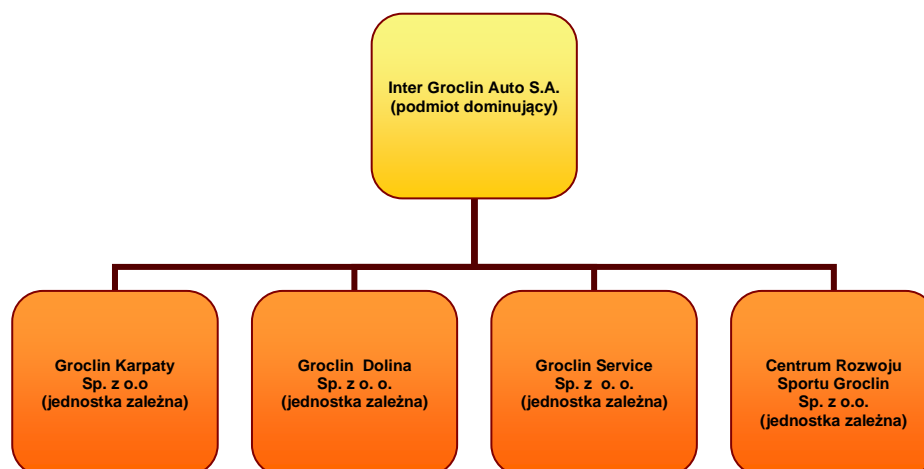 Inter Groclin Auto S.A.
(podmiot dominujący)
Groclin Karpaty
Sp. z o.o
(jednostka zależna)
Groclin Dolina
Sp. z o. o.
(jednostka zależna)
Groclin Service
Sp. z o. o.
(jednostka zależna)
Centrum Rozwoju
Sportu Groclin
Sp. z o.o.
(jednostka zależna)